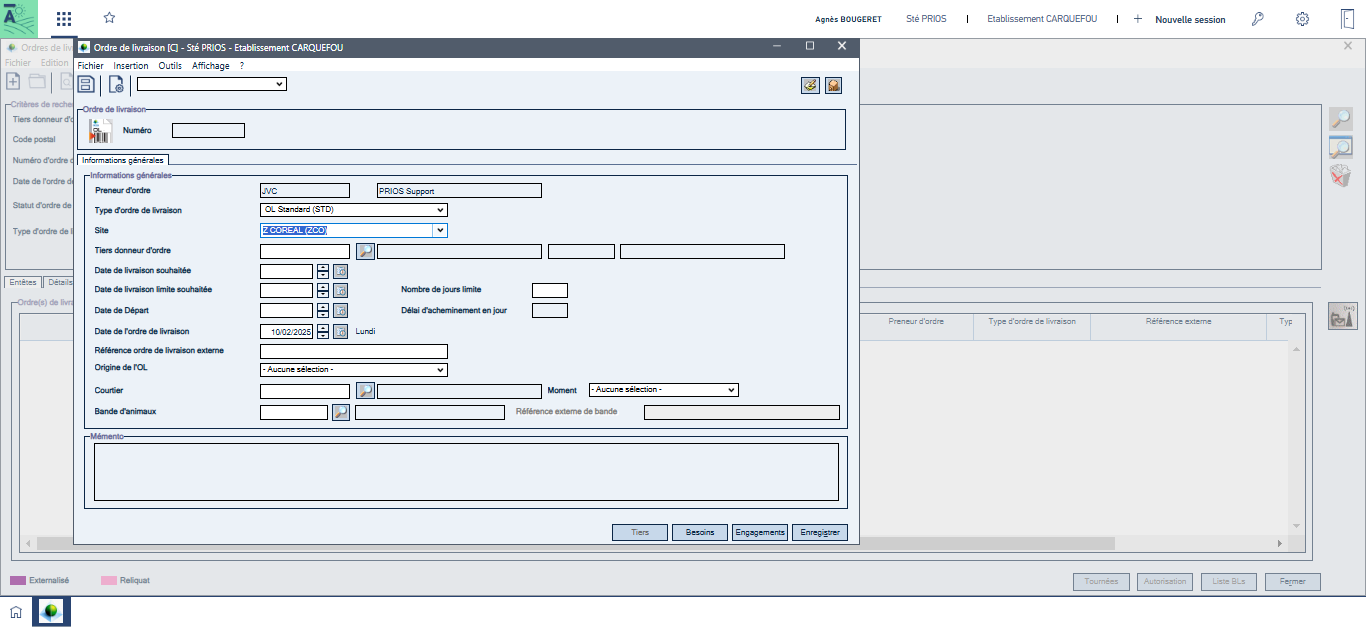 Agnès BOUGERET Sté PRIOS | Etablissement CARQUEFOU | + Nouvelle session
Ordres de liv
Fichier Edition
Critères de reche
Tiers donneur d'o
Code postal
Numéro d'ordre d
Date de l'ordre de
Statut d'ordre de
Type d'ordre de l
Entêtes Détails
Ordre(s) de livra
Ordre de livraison [C] - Sté PRIOS - Etablissement CARQUEFOU
Fichier Insertion Outils Affichage ?
Ordre de livraison
OL
Numéro
Informations générales
Informations générales
Preneur d'ordre JVC PRIOS Support
Type d'ordre de livraison OL Standard (STD)
Site Z COREAL (ZCO)
Tiers donneur d'ordre
Date de livraison souhaitée
Date de livraison limite souhaitée Nombre de jours limite
Date de Départ Délai d'acheminement en jour
Date de l'ordre de livraison 10/02/2025 Lundi
Référence ordre de livraison externe
Origine de l'OL - Aucune sélection -
Courtier Moment - Aucune sélection -
Bande d'animaux Référence externe de bande
Mémento
Tiers Besoins Engagements Enregistrer
Preneur d'ordre Type d'ordre de livraison Référence externe Typ
Externalisé Reliquat
Tournées Autorisation Liste BLs Fermer